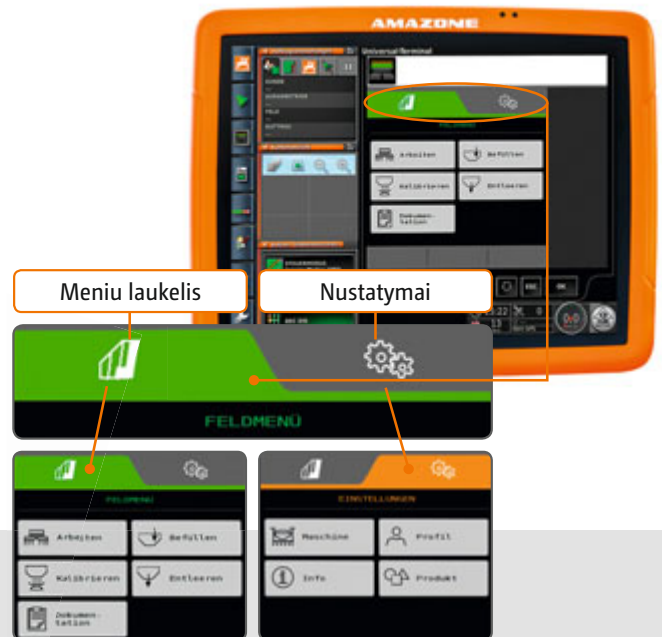 AMAZONE
Universal-Terminal
FELDMENÜ
Arbeiten
Befüllen
Kalibrieren
Entleeren
Dokumen-
tation
ESC
OK
Meniu laukelis
Nustatymai
FELDMENÜ
FELDMENÜ
Arbeiten
Befüllen
Kalibrieren
Entleeren
Dokumen-
tation
EINSTELLUNGEN
Maschine
Profil
Info
Produkt